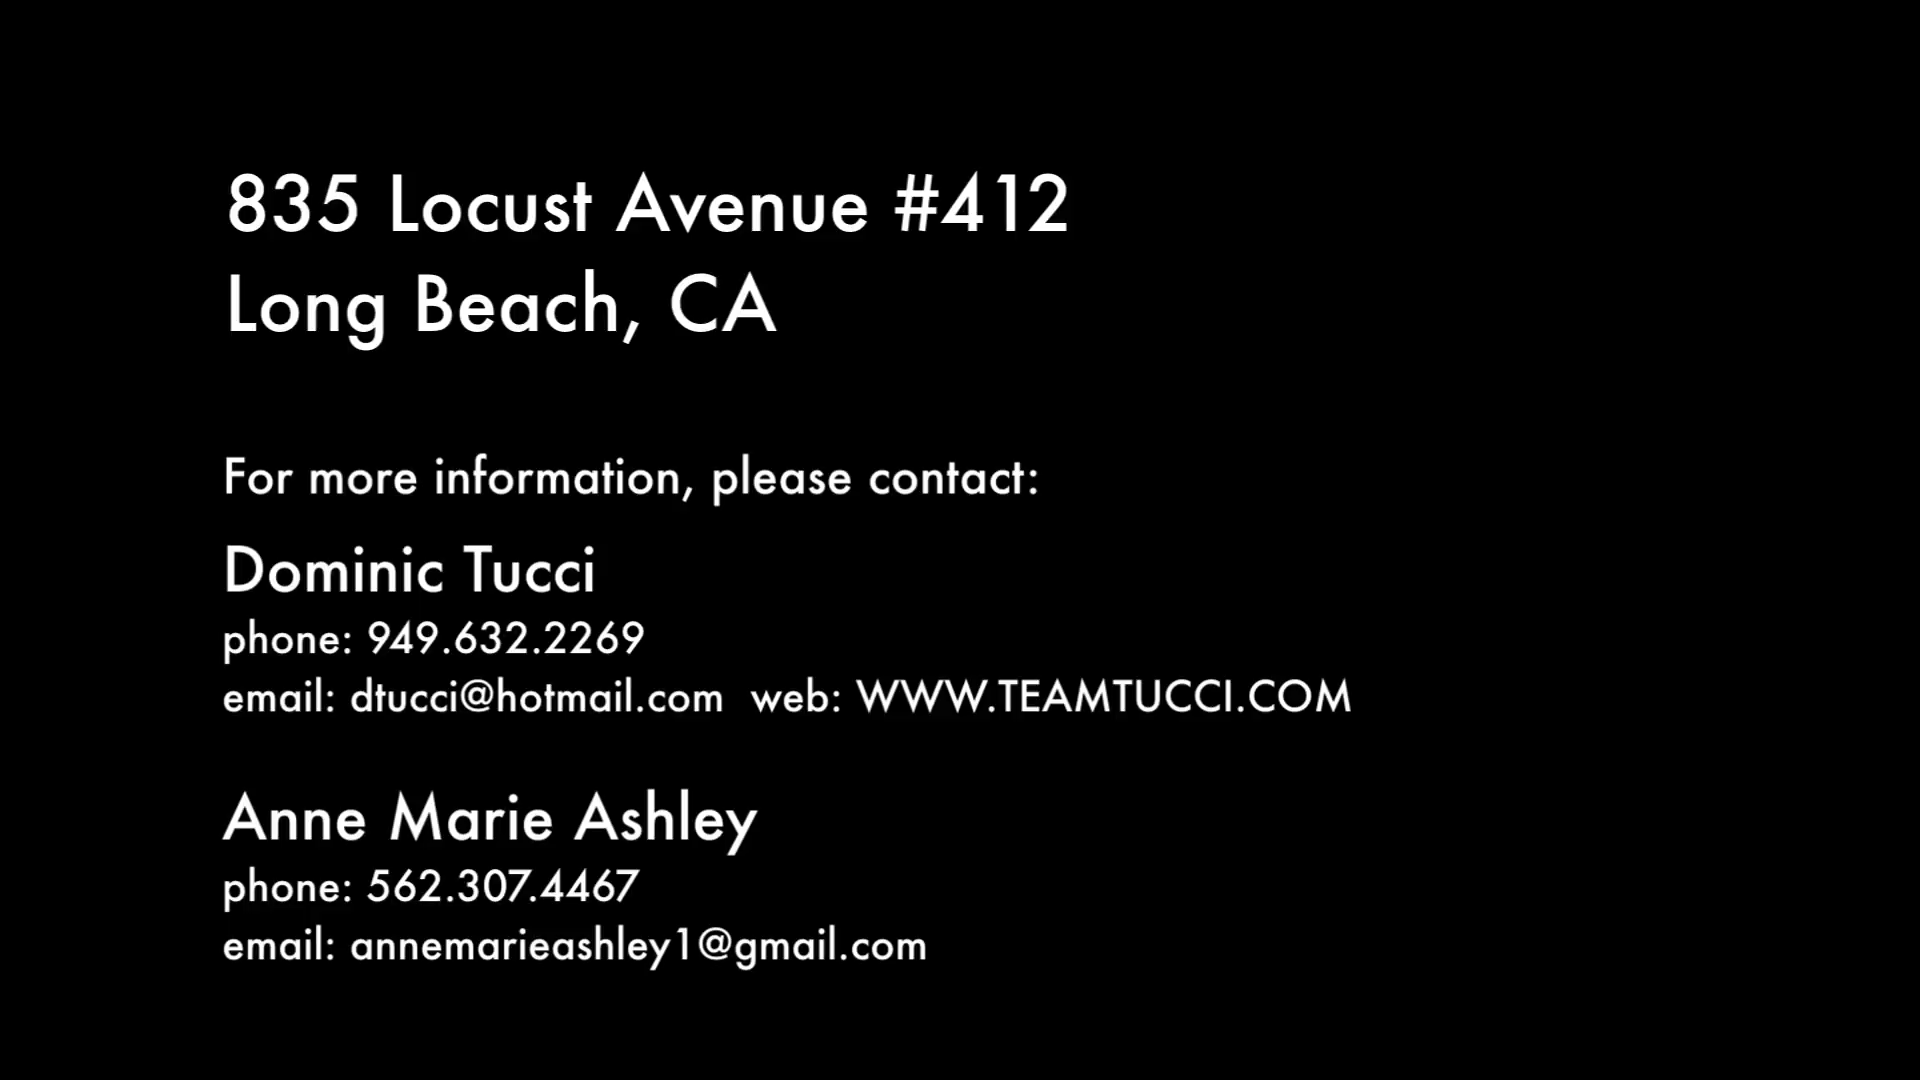 835 Locust Avenue #412
Long Beach, CA
For more information, please contact:
Dominic Tucci
phone: 949.632.2269
email: dtucci@hotmail.com  web: WWW.TEAMTUCCI.COM
Anne Marie Ashley
phone: 562.307.4467
email: annemarieashley1@gmail.com